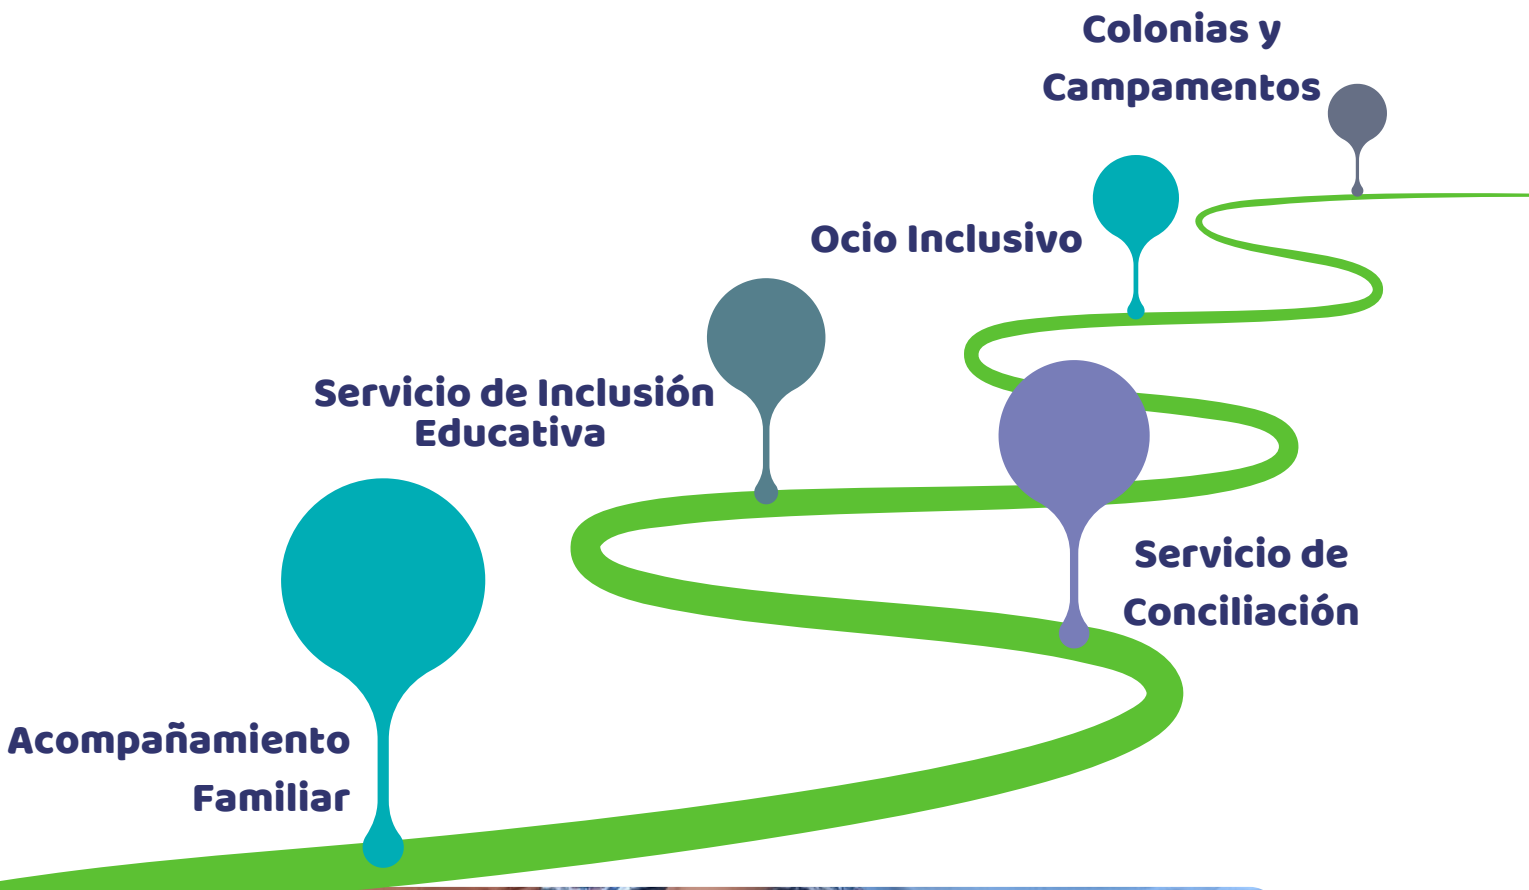 Colonias y
Campamentos
Ocio Inclusivo
Servicio de Inclusión
Educativa
Servicio de
Conciliación
Acompañamiento
Familiar